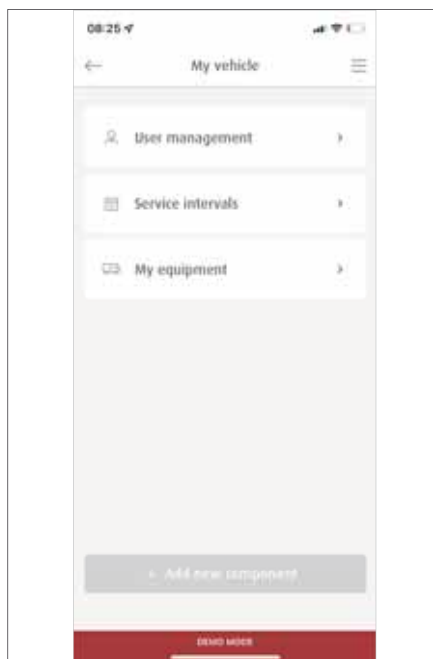 08:25
My vehicle
User management
Service intervals
My equipment
+ Add new component
DEMO MODE